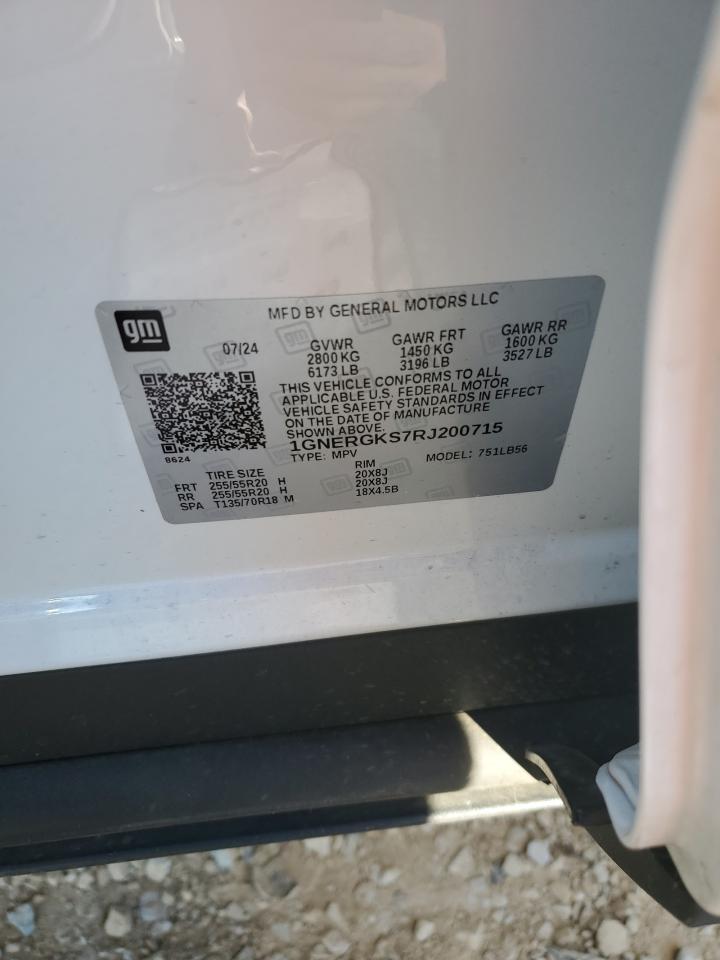 MFD BY GENERAL MOTORS LLC
gm
07/24 GVWR GAWR FRT GAWR RR
2800 KG 1450 KG 1600 KG
6173 LB 3196 LB 3527 LB
THIS VEHICLE CONFORMS TO ALL
APPLICABLE U.S. FEDERAL MOTOR
VEHICLE SAFETY STANDARDS IN EFFECT
ON THE DATE OF MANUFACTURE
SHOWN ABOVE.
1GNERGKS7RJ200715
8624 TYPE: MPV MODEL: 751LB56
TIRE SIZE RIM
FRT 255/55R20 H 20X8J
RR 255/55R20 H 20X8J
SPA T135/70R18 M 18X4.5B